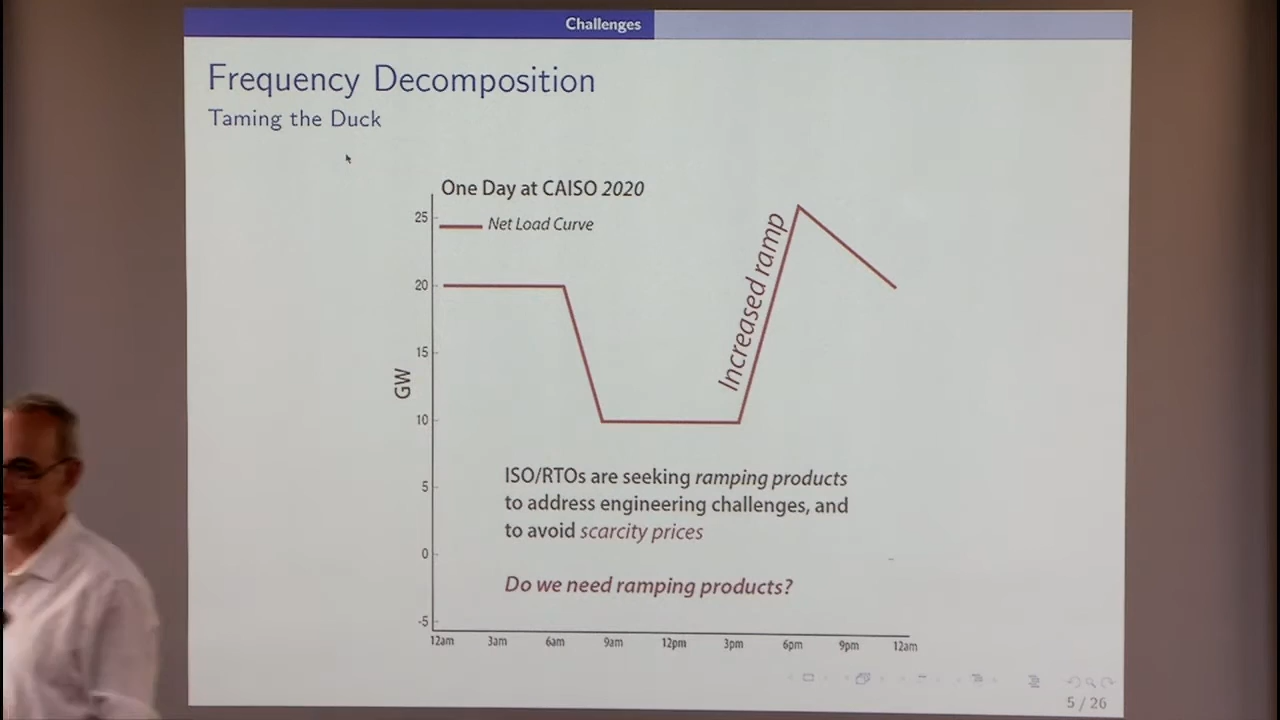 Challenges
Frequency Decomposition
Taming the Duck
One Day at CAISO 2020
Net Load Curve
25
20
15
10
5
0
-5
GW
Increased ramp
ISO/RTOs are seeking ramping products
to address engineering challenges, and
to avoid scarcity prices
Do we need ramping products?
12am 3am 6am 9am 12pm 3pm 6pm 9pm 12am
5 / 26